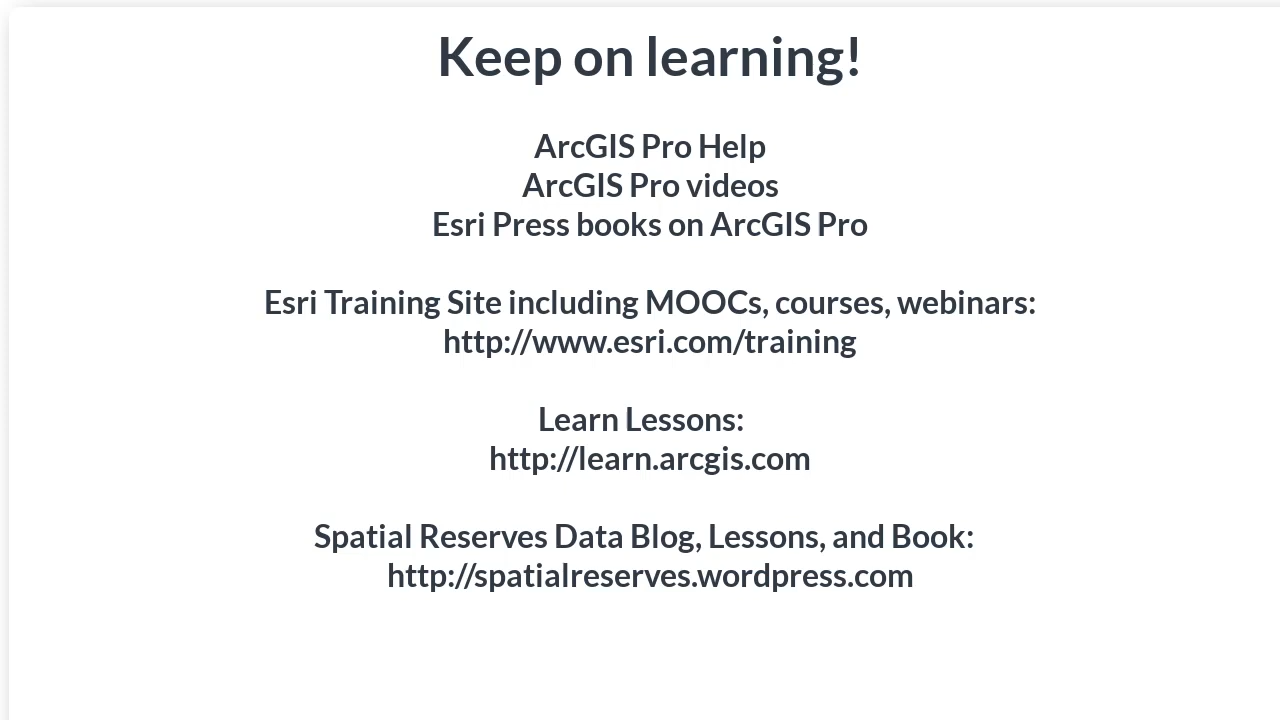 Keep on learning!
ArcGIS Pro Help
ArcGIS Pro videos
Esri Press books on ArcGIS Pro
Esri Training Site including MOOCs, courses, webinars:
http://www.esri.com/training
Learn Lessons:
http://learn.arcgis.com
Spatial Reserves Data Blog, Lessons, and Book:
http://spatialreserves.wordpress.com